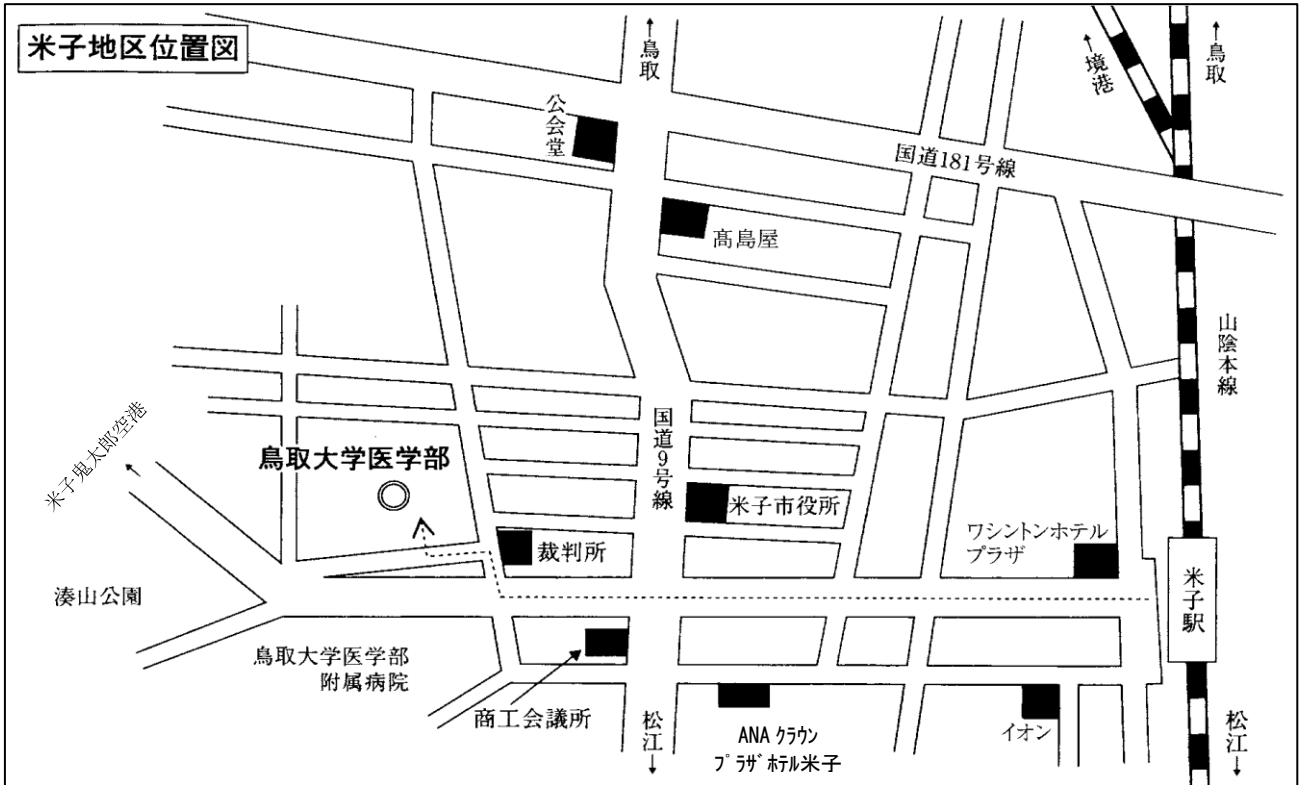 米子地区位置図
↑鳥取
↑境港
↑鳥取
公会堂
国道181号線
髙島屋
山陰本線
米子鬼太郎空港
↑
国道9号線
鳥取大学医学部
米子市役所
ワシントンホテル
プラザ
裁判所
米子駅
湊山公園
鳥取大学医学部
附属病院
商工会議所
松江↓
ANA クラウン
プラザホテル米子
イオン
松江↓